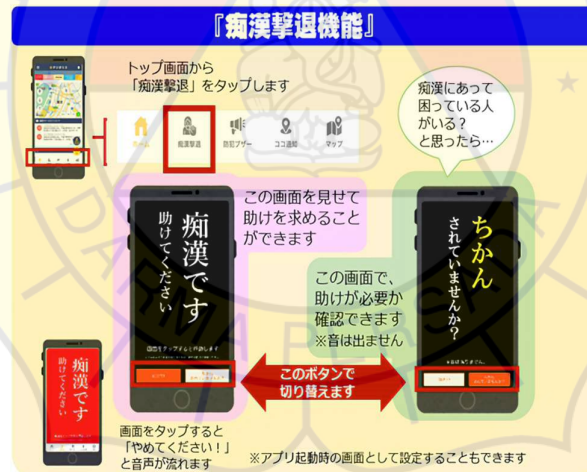 『痴漢撃退機能』
トップ画面から
「痴漢撃退」をタップします
ホーム
痴漢撃退
防犯ブザー
ココ通知
マップ
痴漢にあって
困っている人
がいる?
と思ったら…
痴漢です
助けてください
この画面を見せて
助けを求めること
ができます
ちかん
されていませんか?
この画面で、
助けが必要か
確認できます
※音は出ません
このボタンで
切り替えます
痴漢です
助けてください
画面をタップすると
「やめてください!」
と音声が流れます
※アプリ起動時の画面として設定することもできます
DARMA PERSADA